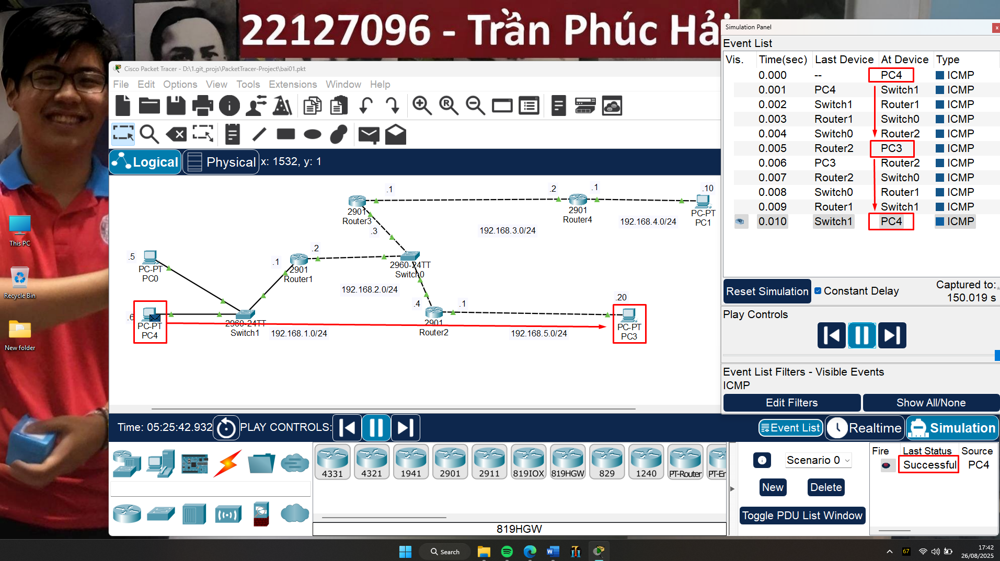 22127096 - Trần Phúc Hải
Simulation Panel
Event List
Vis. Time(sec) Last Device At Device Type
0.000 -- PC4 ICMP
0.001 PC4 Switch1 ICMP
0.002 Switch1 Router1 ICMP
0.003 Router1 Switch0 ICMP
0.004 Switch0 Router2 ICMP
0.005 Router2 PC3 ICMP
0.006 PC3 Router2 ICMP
0.007 Router2 Switch0 ICMP
0.008 Switch0 Router1 ICMP
0.009 Router1 Switch1 ICMP
0.010 Switch1 PC4 ICMP
Reset Simulation Constant Delay Captured to:
150.019 s
Play Controls
Event List Filters - Visible Events
ICMP
Edit Filters Show All/None
Cisco Packet Tracer - D:\1.git_projs\PacketTracer-Project\bai01.pkt
File Edit Options View Tools Extensions Window Help
Logical Physical x: 1532, y: 1
.1 .2 .1 .10
2901
Router3
2901
Router4
PC-PT
PC1
.3 192.168.3.0/24 192.168.4.0/24
.5 .1 .2
PC-PT
PC0
2901
Router1
2960-24TT
Switch0
192.168.2.0/24
.6 .4 .1 .20
PC-PT
PC4
2960-24TT
Switch1
192.168.1.0/24
2901
Router2
192.168.5.0/24
PC-PT
PC3
This PC
Recycle Bin
New folder
Time: 05:25:42.932 PLAY CONTROLS:
Event List Realtime Simulation
4331 4321 1941 2901 2911 819IOX 819HGW 829 1240 PT-Router PT-Er
819HGW
Scenario 0
New Delete
Toggle PDU List Window
Fire Last Status Source
Successful PC4
Search
67
17:42
26/08/2025